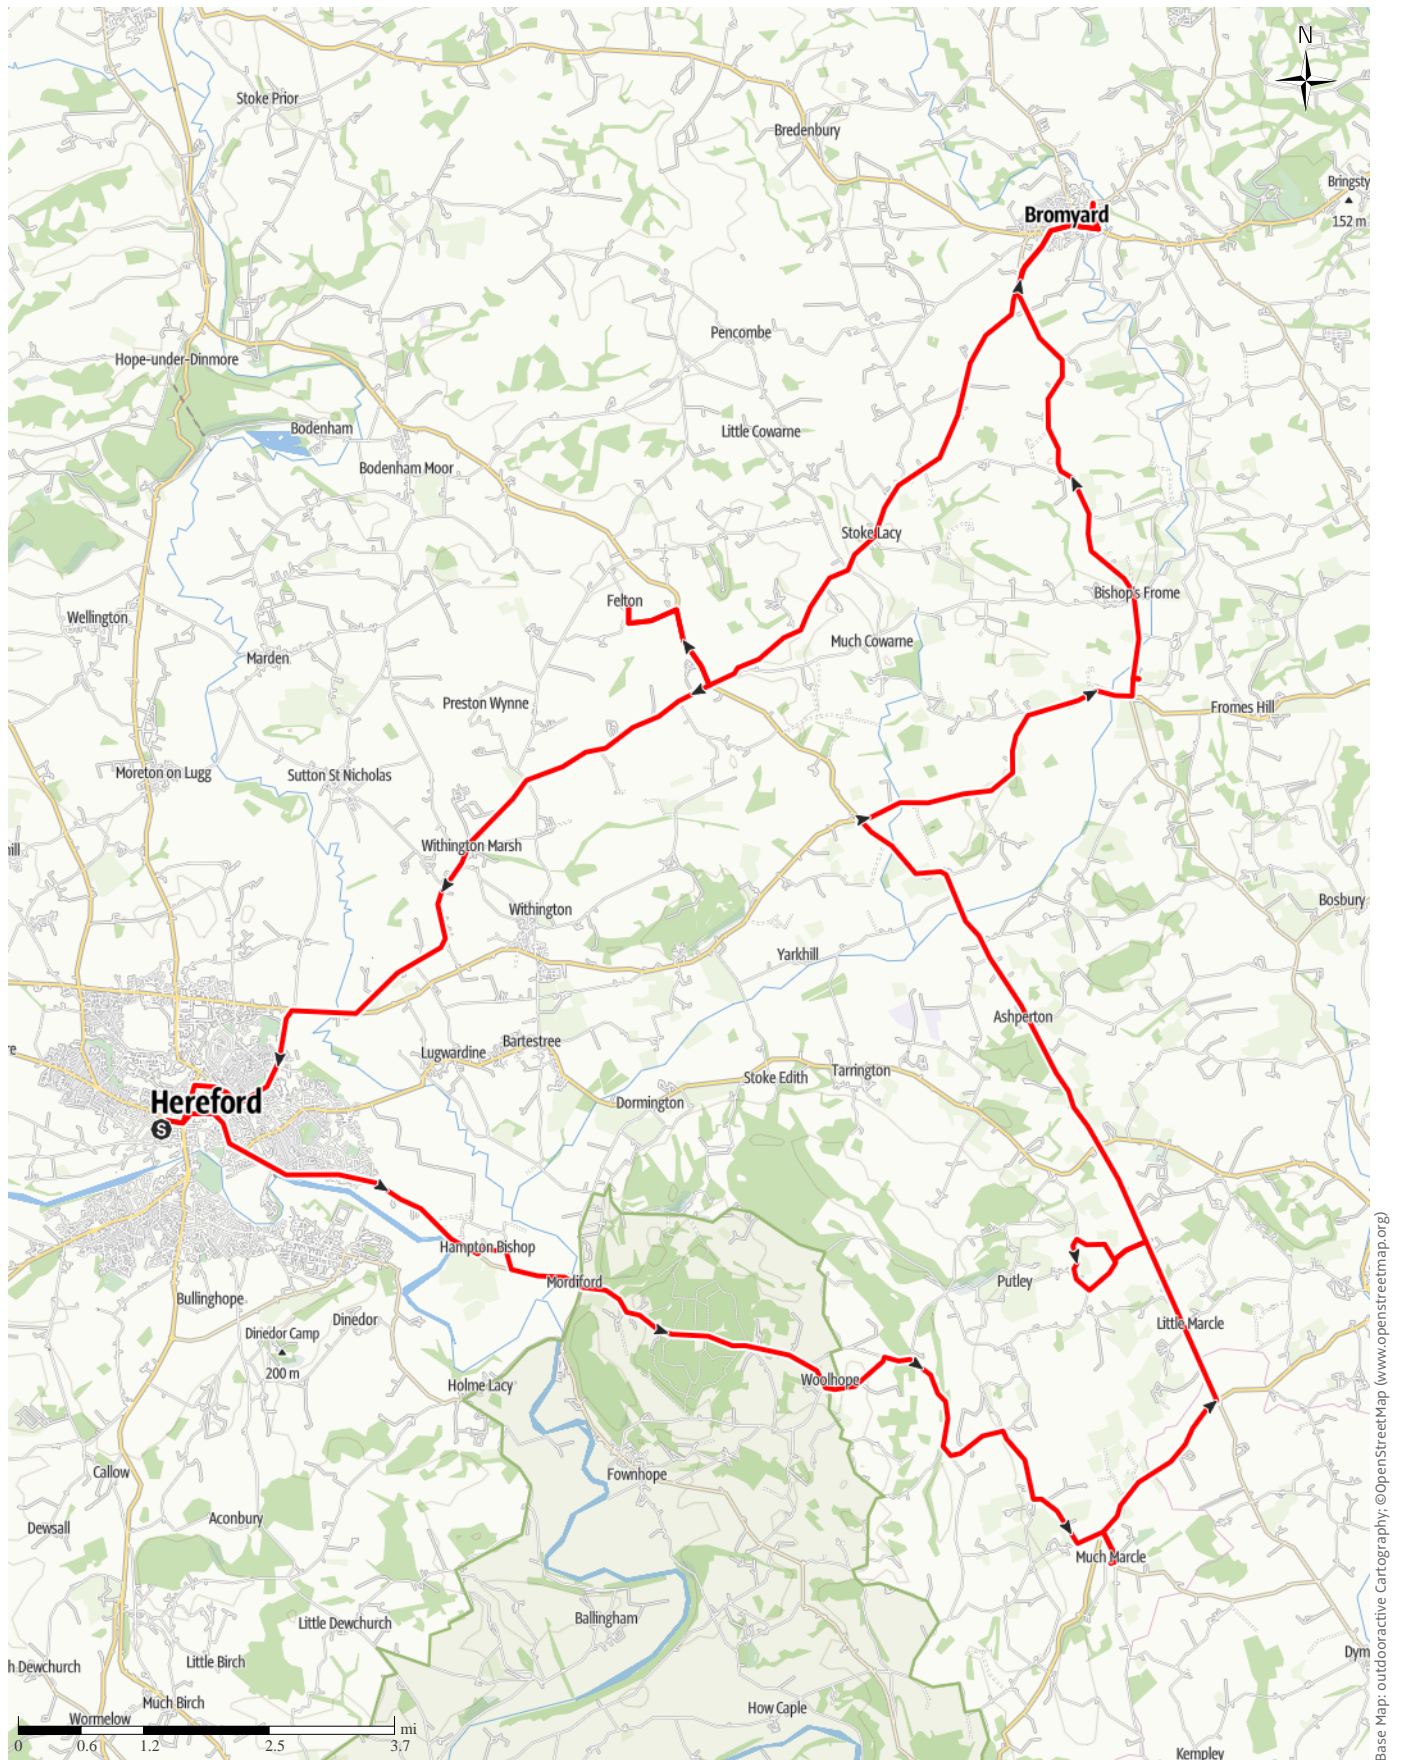 N
Stoke Prior
Bredenbury
Bringsty
152 m
Bromyard
Pencombe
Hope-under-Dinmore
Bodenham
Little Cowarne
Bodenham Moor
Stoke Lacy
Bishop's Frome
Felton
Wellington
Much Cowarne
Marden
Preston Wynne
Fromes Hill
Moreton on Lugg
Sutton St Nicholas
Withington Marsh
ill
Bosbury
Withington
Yarkhill
Ashperton
re
Bartestree
Lugwardine
Tarrington
Stoke Edith
Hereford
Dormington
S
Hampton Bishop
Mordiford
Putley
Bullinghope
Dinedor
Little Marcle
Dinedor Camp
200 m
Woolhope
Holme Lacy
Callow
Fownhope
Aconbury
Dewsall
Much Marcle
Ballingham
Little Dewchurch
Dym
Little Birch
h Dewchurch
Much Birch
How Caple
Wormelow
Kempley
mi
0 0.6 1.2 2.5 3.7
Base Map: outdooractive Cartography; ©OpenStreetMap (www.openstreetmap.org)